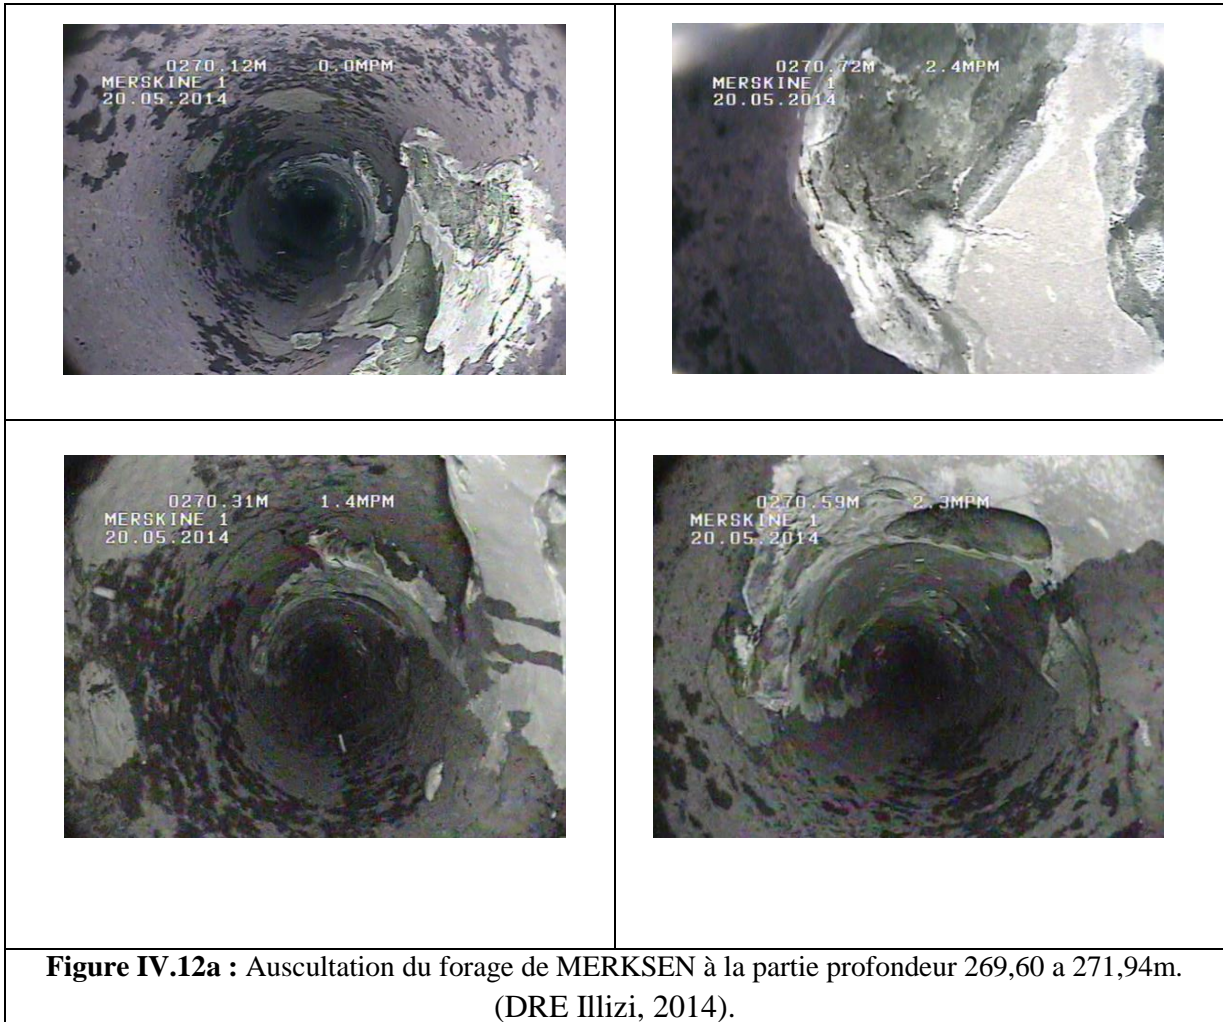 0270.12M 0.0MPM
MERSKINE 1
20.05.2014
0270.72M 2.4MPM
MERSKINE 1
20.05.2014
0270.31M 1.4MPM
MERSKINE 1
20.05.2014
0270.59M 2.3MPM
MERSKINE 1
20.05.2014
Figure IV.12a : Auscultation du forage de MERKSEN à la partie profondeur 269,60 a 271,94m.
(DRE Illizi, 2014).